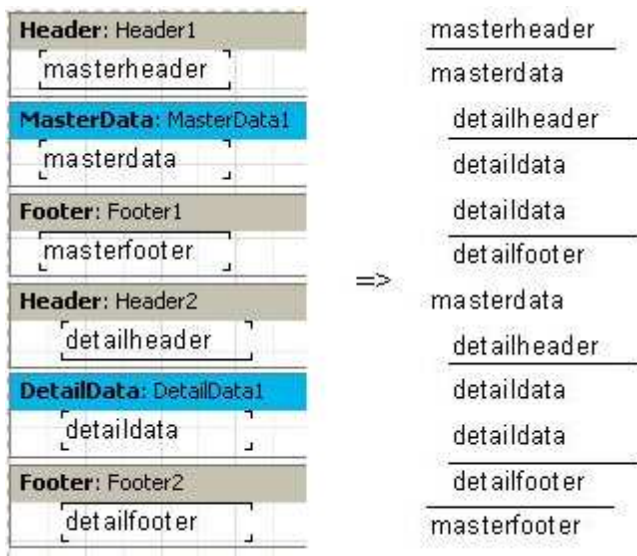 Header: Header1
masterheader
MasterData: MasterData1
masterdata
Footer: Footer1
masterfooter
Header: Header2
detailheader
DetailData: DetailData1
detaildata
Footer: Footer2
detailfooter
=>
masterheader
masterdata
detailheader
detaildata
detaildata
detailfooter
masterdata
detailheader
detaildata
detaildata
detailfooter
masterfooter